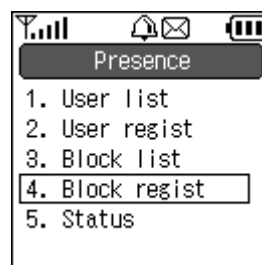 Presence
1. User list
2. User regist
3. Block list
4. Block regist
5. Status